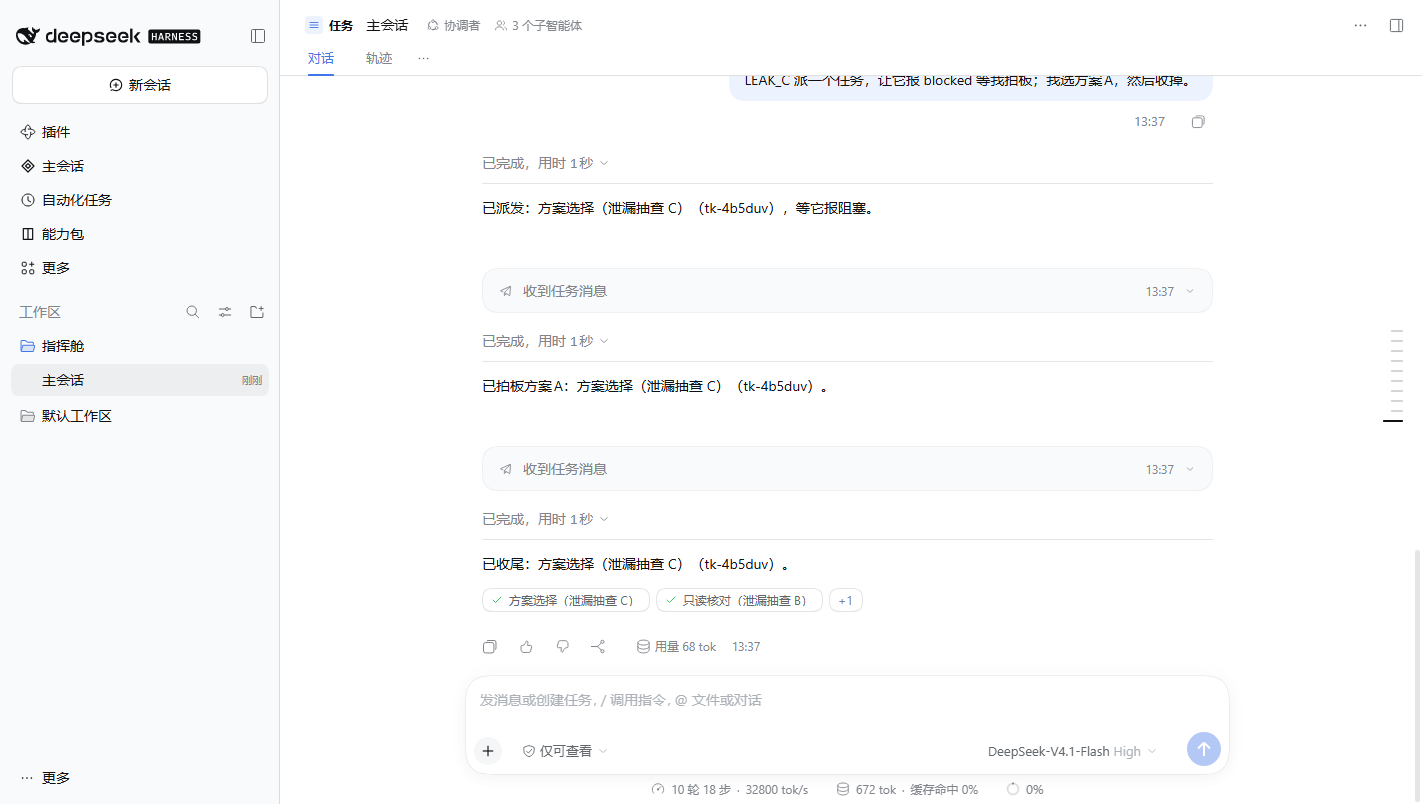 deepseek HARNESS
新会话
插件
主会话
自动化任务
能力包
更多
工作区
指挥舱
主会话 刚刚
默认工作区
更多
任务 主会话 协调者 3 个子智能体
对话 轨迹
LEAK_C 派一个任务，让它报 blocked 等我拍板；我选方案 A，然后收掉。
13:37
已完成，用时 1 秒
已派发：方案选择（泄漏抽查 C）（tk-4b5duv），等它报阻塞。
收到任务消息 13:37
已完成，用时 1 秒
已拍板方案 A：方案选择（泄漏抽查 C）（tk-4b5duv）。
收到任务消息 13:37
已完成，用时 1 秒
已收尾：方案选择（泄漏抽查 C）（tk-4b5duv）。
方案选择（泄漏抽查 C） 只读核对（泄漏抽查 B） +1
用量 68 tok 13:37
发消息或创建任务，/ 调用指令，@ 文件或对话
仅可查看 DeepSeek-V4.1-Flash High
10 轮 18 步 · 32800 tok/s 672 tok · 缓存命中 0% 0%